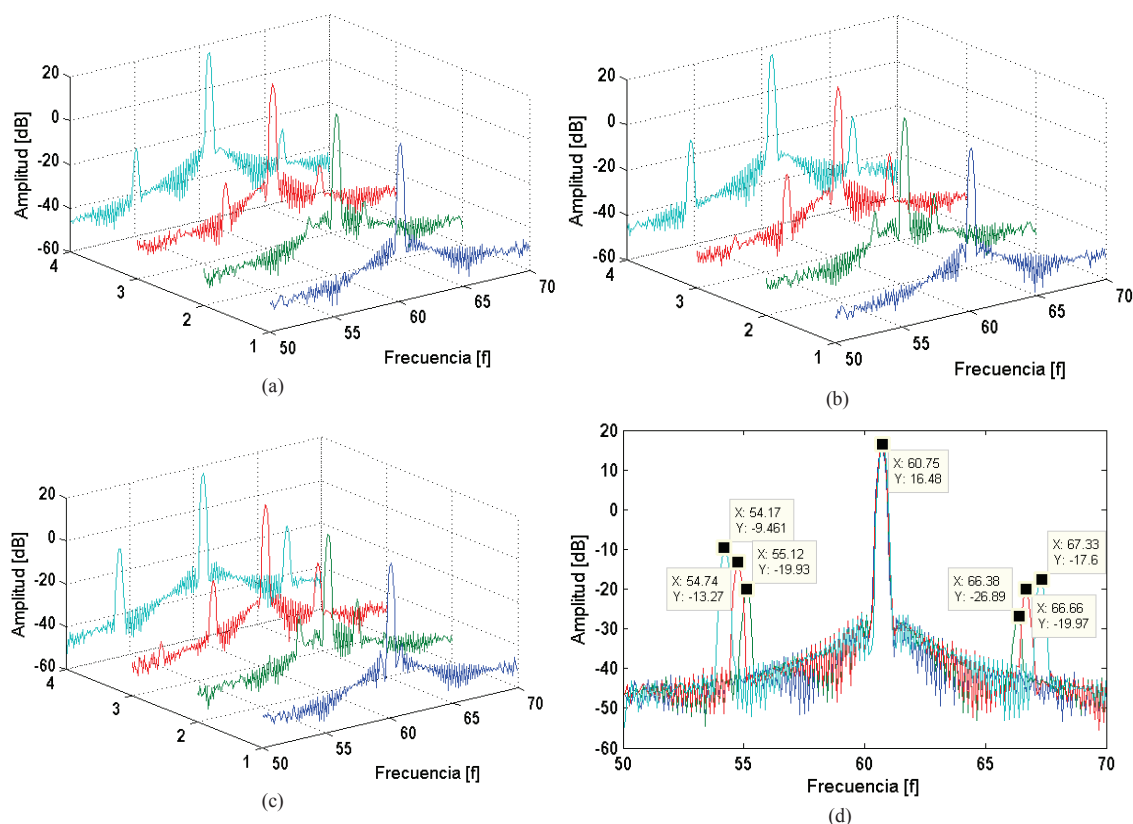 20
0
-20
-40
-60
Amplitud [dB]
4
3
2
1
50
55
60
65
70
Frecuencia [f]
(a)
20
0
-20
-40
-60
Amplitud [dB]
4
3
2
1
50
55
60
65
70
Frecuencia [f]
(b)
20
0
-20
-40
-60
Amplitud [dB]
4
3
2
1
50
55
60
65
70
Frecuencia [f]
(c)
20
10
0
-10
-20
-30
-40
-50
-60
Amplitud [dB]
X: 60.75
Y: 16.48
X: 54.17
Y: -9.461
X: 55.12
Y: -19.93
X: 54.74
Y: -13.27
X: 67.33
Y: -17.6
X: 66.38
Y: -26.89
X: 66.66
Y: -19.97
50
55
60
65
70
Frecuencia [f]
(d)